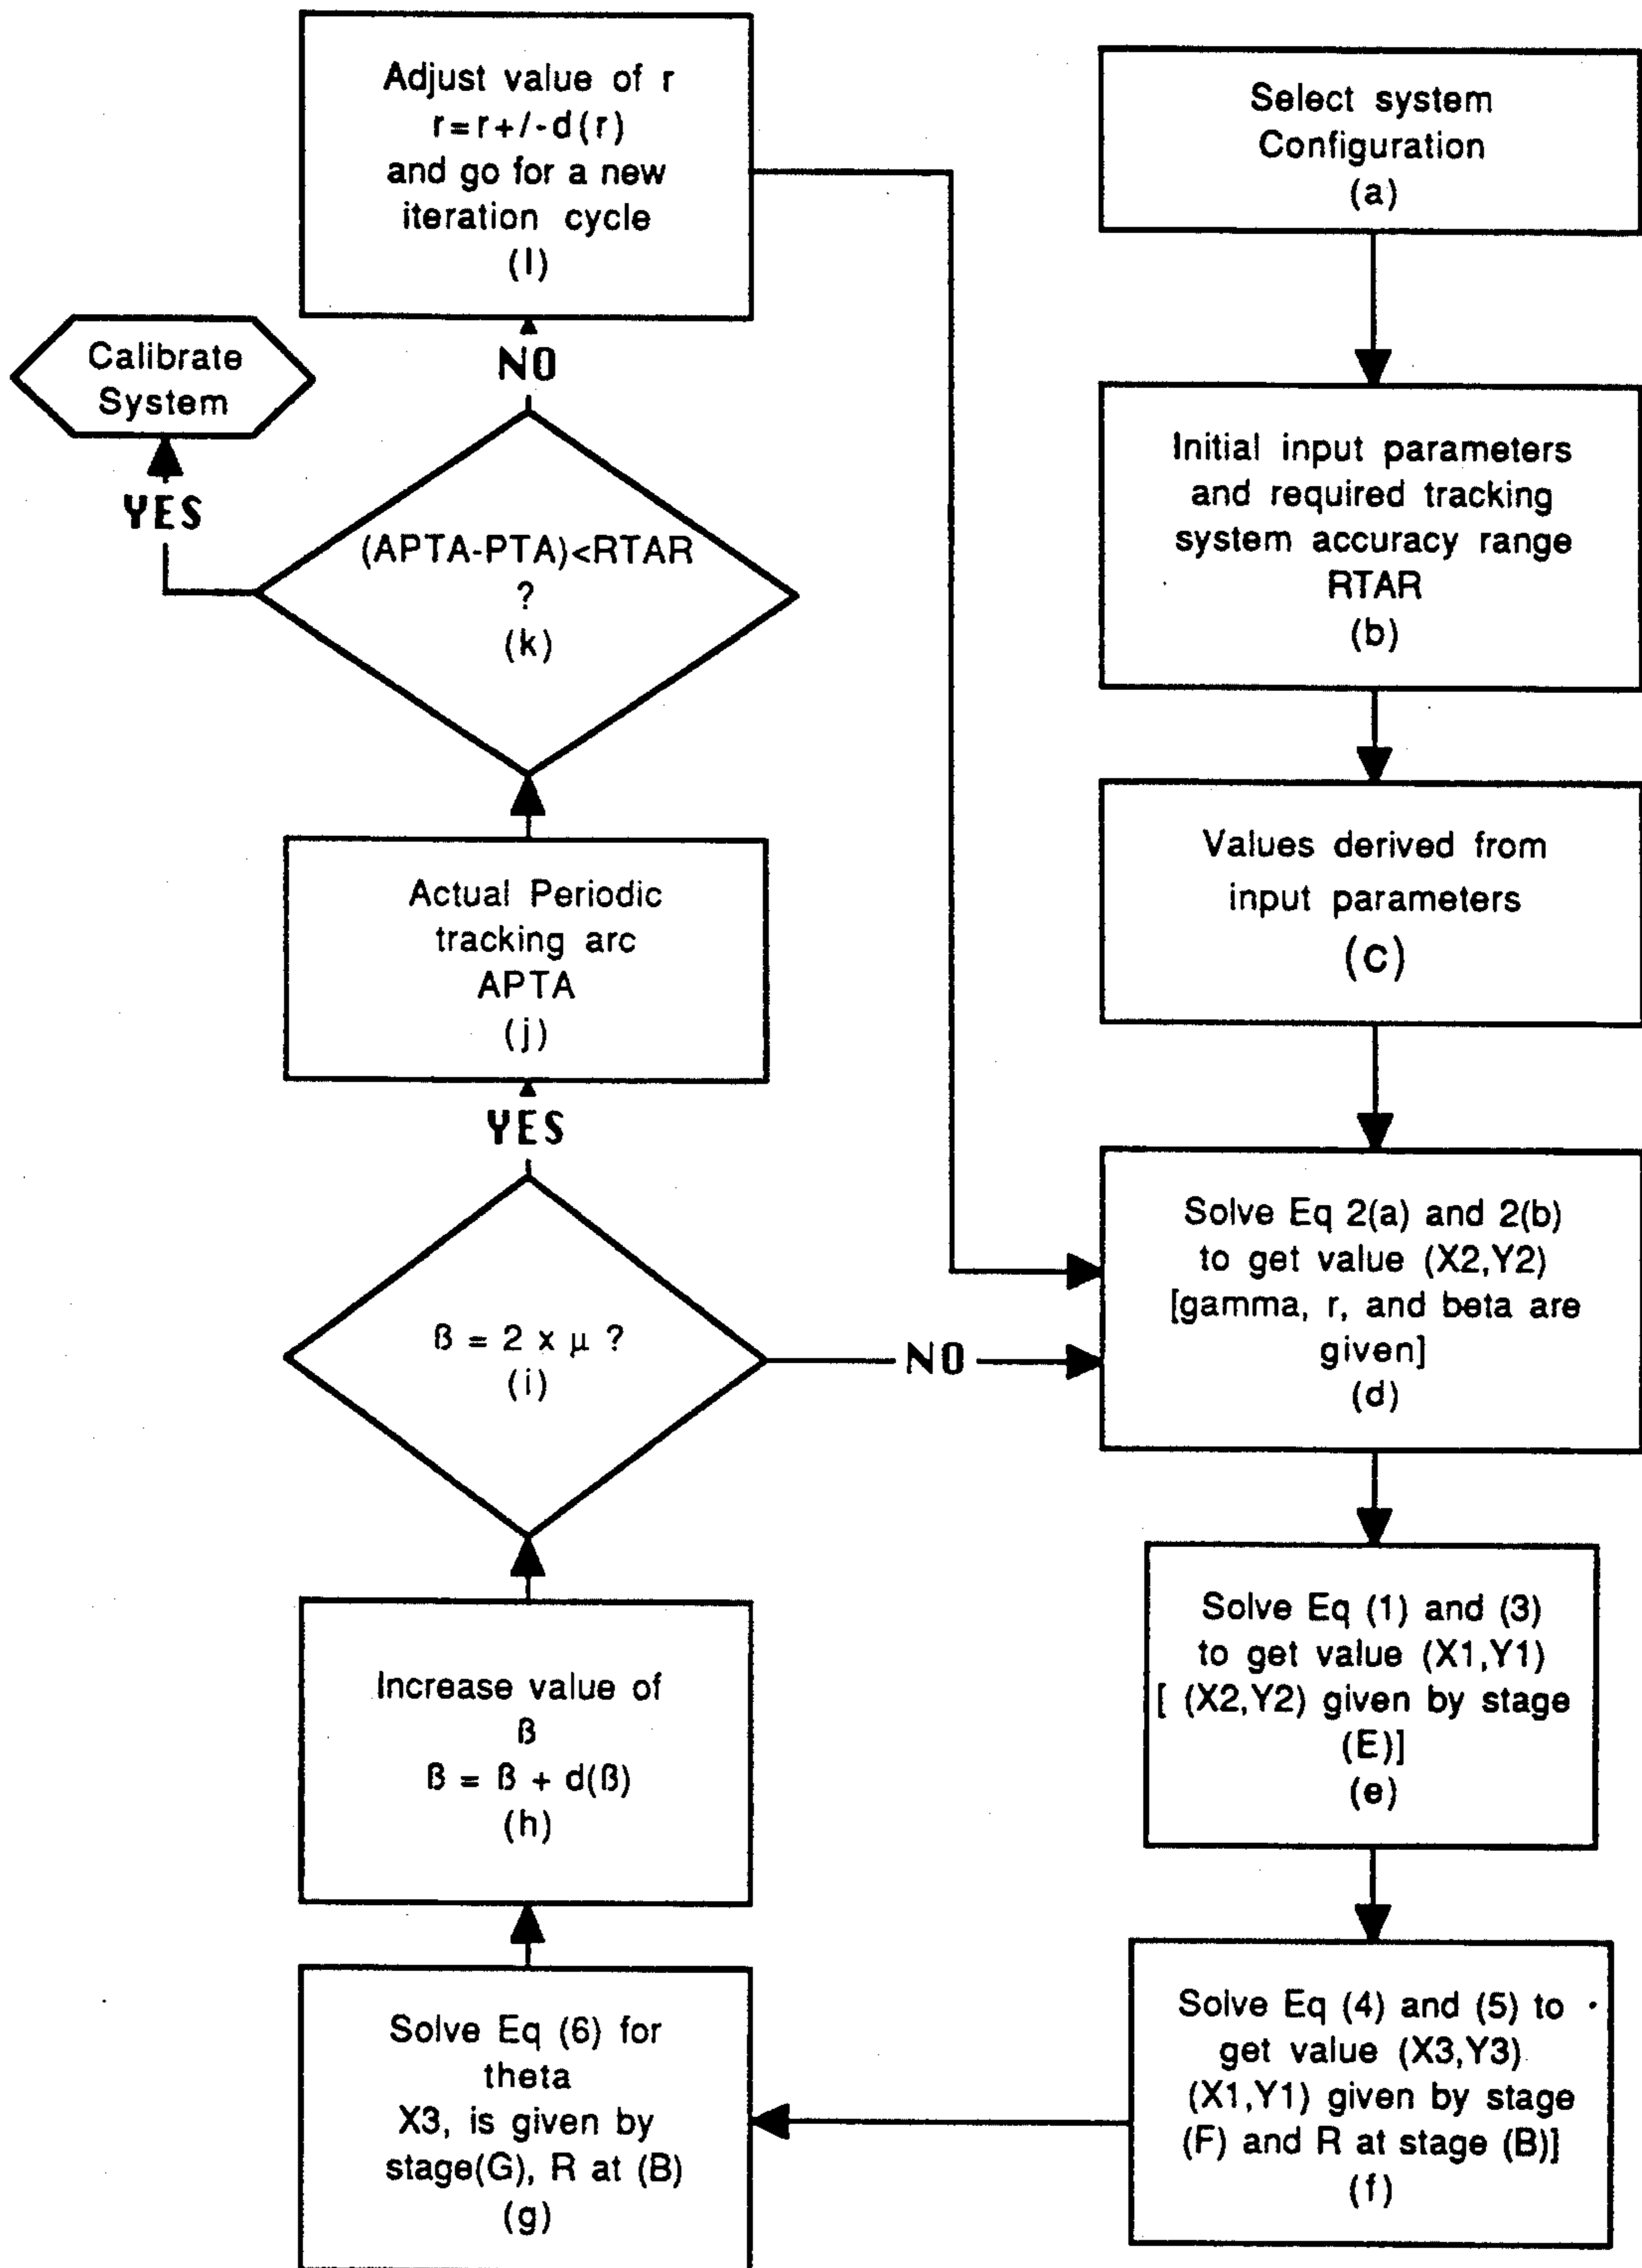 Select system
Configuration
(a)
Initial input parameters
and required tracking
system accuracy range
RTAR
(b)
Values derived from
input parameters
(c)
Solve Eq 2(a) and 2(b)
to get value (X2,Y2)
[gamma, r, and beta are
given]
(d)
Solve Eq (1) and (3)
to get value (X1,Y1)
[ (X2,Y2) given by stage
(E)]
(e)
Solve Eq (4) and (5) to
get value (X3,Y3)
(X1,Y1) given by stage
(F) and R at stage (B)]
(f)
Solve Eq (6) for
theta
X3, is given by
stage(G), R at (B)
(g)
Increase value of
ß
ß = ß + d(ß)
(h)
ß = 2 x µ ?
(i)
NO
YES
Actual Periodic
tracking arc
APTA
(j)
(APTA-PTA)<RTAR
?
(k)
YES
Calibrate
System
NO
Adjust value of r
r=r+/-d(r)
and go for a new
iteration cycle
(l)